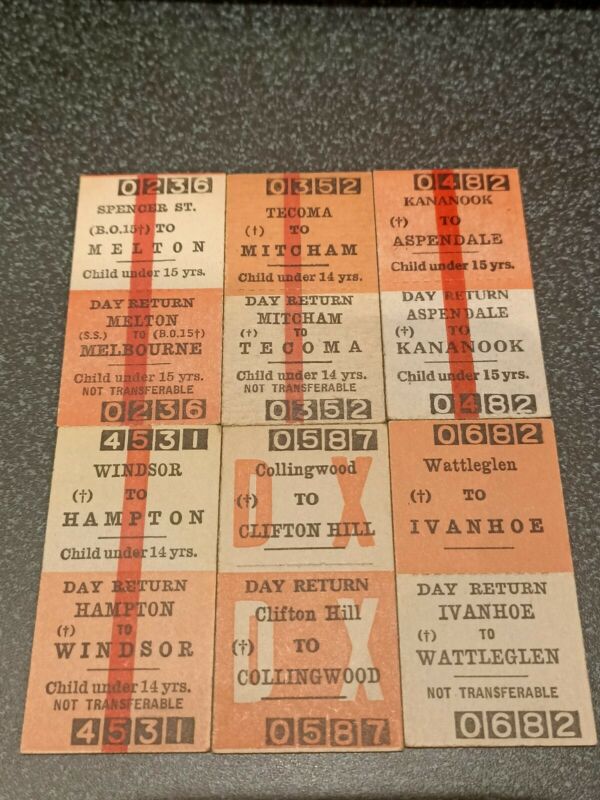 0236
SPENCER ST.
(B.O.15†) TO
MELTON
Child under 15 yrs.
DAY RETURN
MELTON
(S.S.) TO (B.O.15†)
MELBOURNE
Child under 15 yrs.
NOT TRANSFERABLE
0236
0352
TECOMA
(†) TO
MITCHAM
Child under 14 yrs.
DAY RETURN
MITCHAM
(†) TO
TECOMA
Child under 14 yrs.
NOT TRANSFERABLE
0352
0482
KANANOOK
(†) TO
ASPENDALE
Child under 15 yrs.
DAY RETURN
ASPENDALE
(†) TO
KANANOOK
Child under 15 yrs.
0482
4531
WINDSOR
(†) TO
HAMPTON
Child under 14 yrs.
DAY RETURN
HAMPTON
(†) TO
WINDSOR
Child under 14 yrs.
NOT TRANSFERABLE
4531
0587
DX
Collingwood
(†) TO
CLIFTON HILL
DAY RETURN
DX
Clifton Hill
(†) TO
COLLINGWOOD
0587
0682
Wattleglen
(†) TO
IVANHOE
DAY RETURN
IVANHOE
(†) TO
WATTLEGLEN
NOT TRANSFERABLE
0682